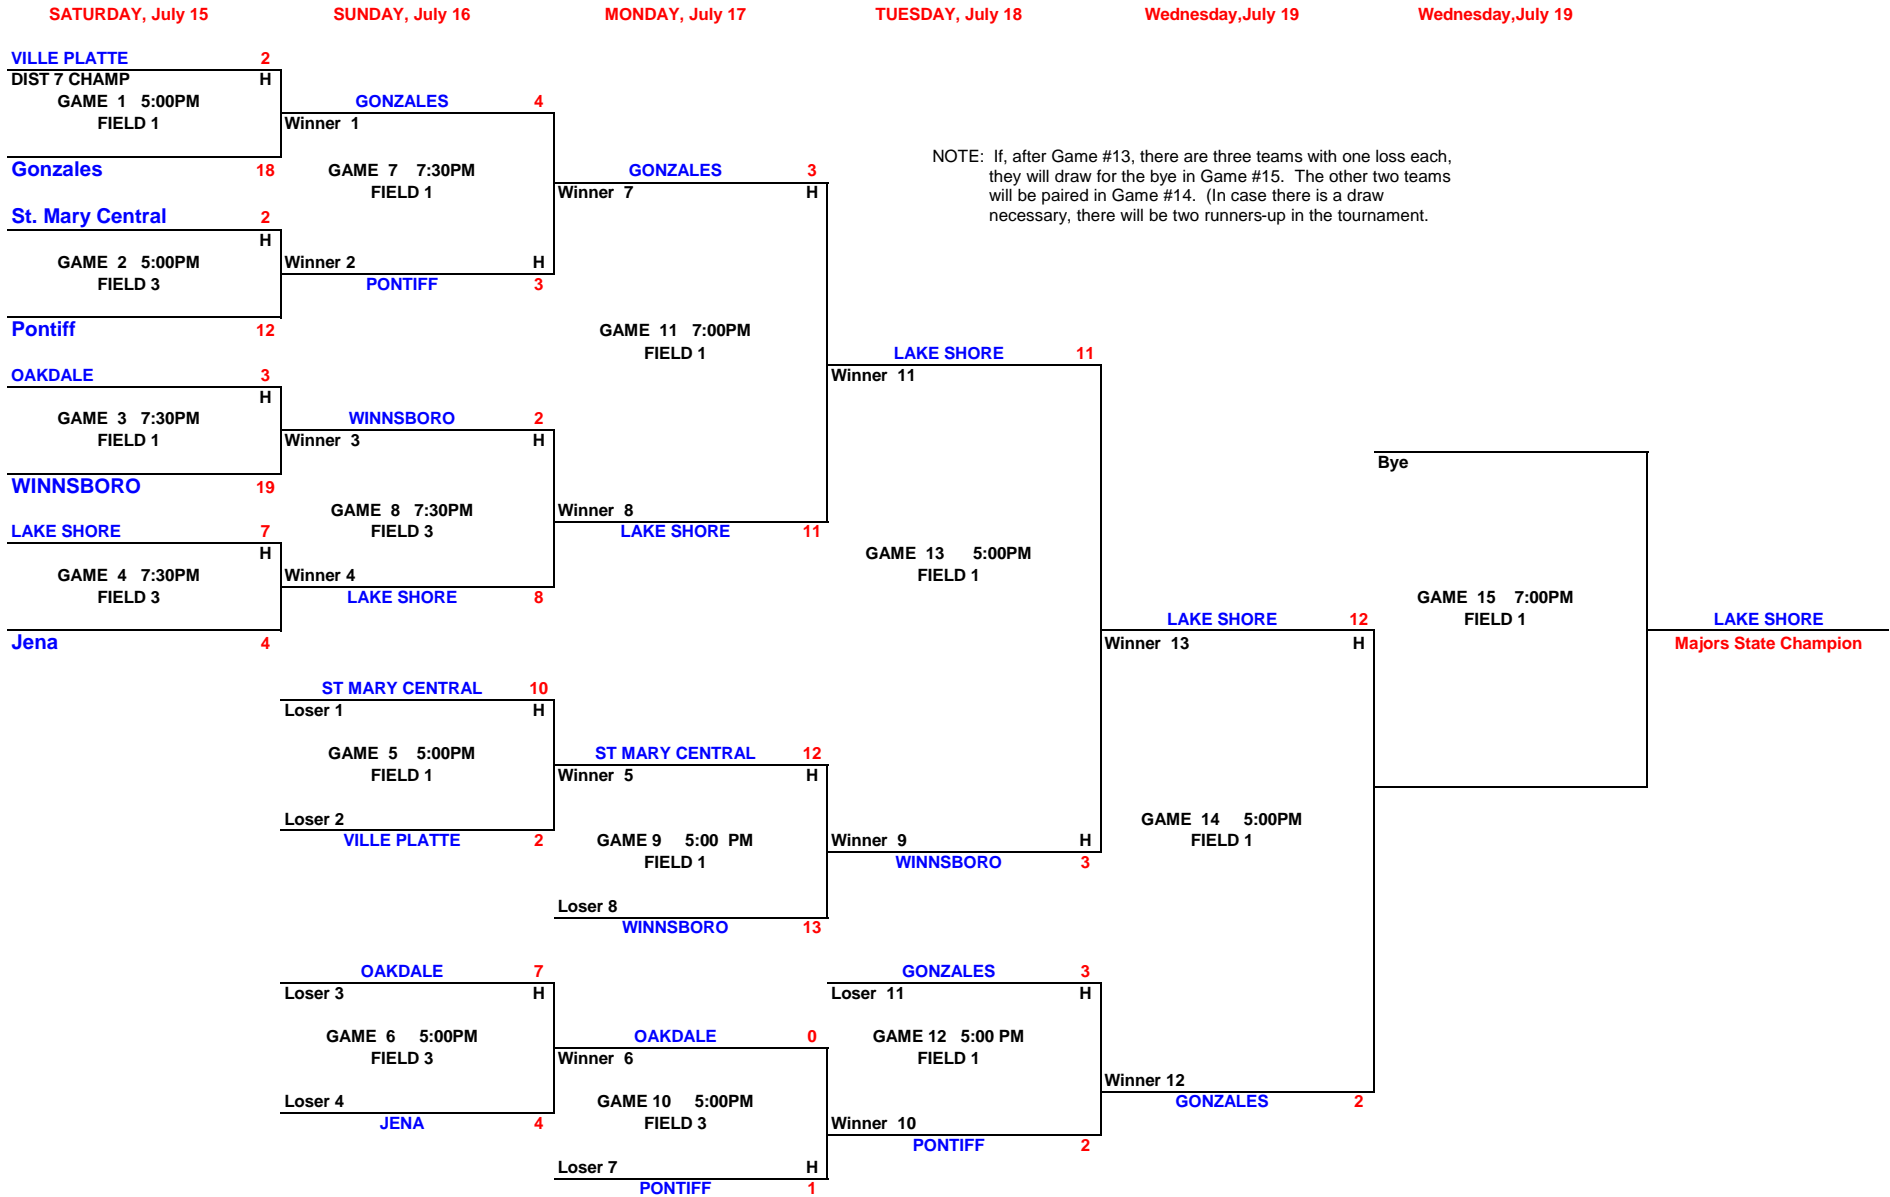 SATURDAY, July 15
SUNDAY, July 16
MONDAY, July 17
TUESDAY, July 18
Wednesday,July 19
Wednesday,July 19
VILLE PLATTE 2
DIST 7 CHAMP H
GAME 1 5:00PM
FIELD 1
Gonzales 18
St. Mary Central 2
H
GAME 2 5:00PM
FIELD 3
Pontiff 12
OAKDALE 3
H
GAME 3 7:30PM
FIELD 1
WINNSBORO 19
LAKE SHORE 7
H
GAME 4 7:30PM
FIELD 3
Jena 4
GONZALES 4
Winner 1
GAME 7 7:30PM
FIELD 1
Winner 2 H
PONTIFF 3
WINNSBORO 2
Winner 3 H
GAME 8 7:30PM
FIELD 3
Winner 4
LAKE SHORE 8
ST MARY CENTRAL 10
Loser 1 H
GAME 5 5:00PM
FIELD 1
Loser 2
VILLE PLATTE 2
OAKDALE 7
Loser 3 H
GAME 6 5:00PM
FIELD 3
Loser 4
JENA 4
GONZALES 3
Winner 7 H
GAME 11 7:00PM
FIELD 1
Winner 8
LAKE SHORE 11
ST MARY CENTRAL 12
Winner 5 H
GAME 9 5:00 PM
FIELD 1
Loser 8
WINNSBORO 13
OAKDALE 0
Winner 6
GAME 10 5:00PM
FIELD 3
Loser 7 H
PONTIFF 1
NOTE: If, after Game #13, there are three teams with one loss each,
they will draw for the bye in Game #15. The other two teams
will be paired in Game #14. (In case there is a draw
necessary, there will be two runners-up in the tournament.
LAKE SHORE 11
Winner 11
GAME 13 5:00PM
FIELD 1
Winner 9 H
WINNSBORO 3
GONZALES 3
Loser 11 H
GAME 12 5:00 PM
FIELD 1
Winner 10
PONTIFF 2
LAKE SHORE 12
Winner 13 H
GAME 14 5:00PM
FIELD 1
Winner 12
GONZALES 2
Bye
GAME 15 7:00PM
FIELD 1
LAKE SHORE
Majors State Champion